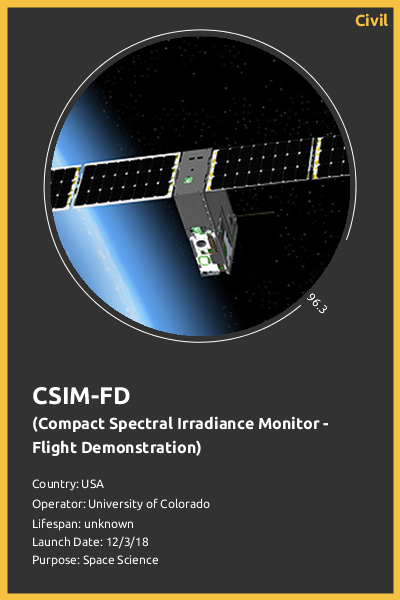 Civil
96.3
CSIM-FD
(Compact Spectral Irradiance Monitor -
Flight Demonstration)
Country: USA
Operator: University of Colorado
Lifespan: unknown
Launch Date: 12/3/18
Purpose: Space Science